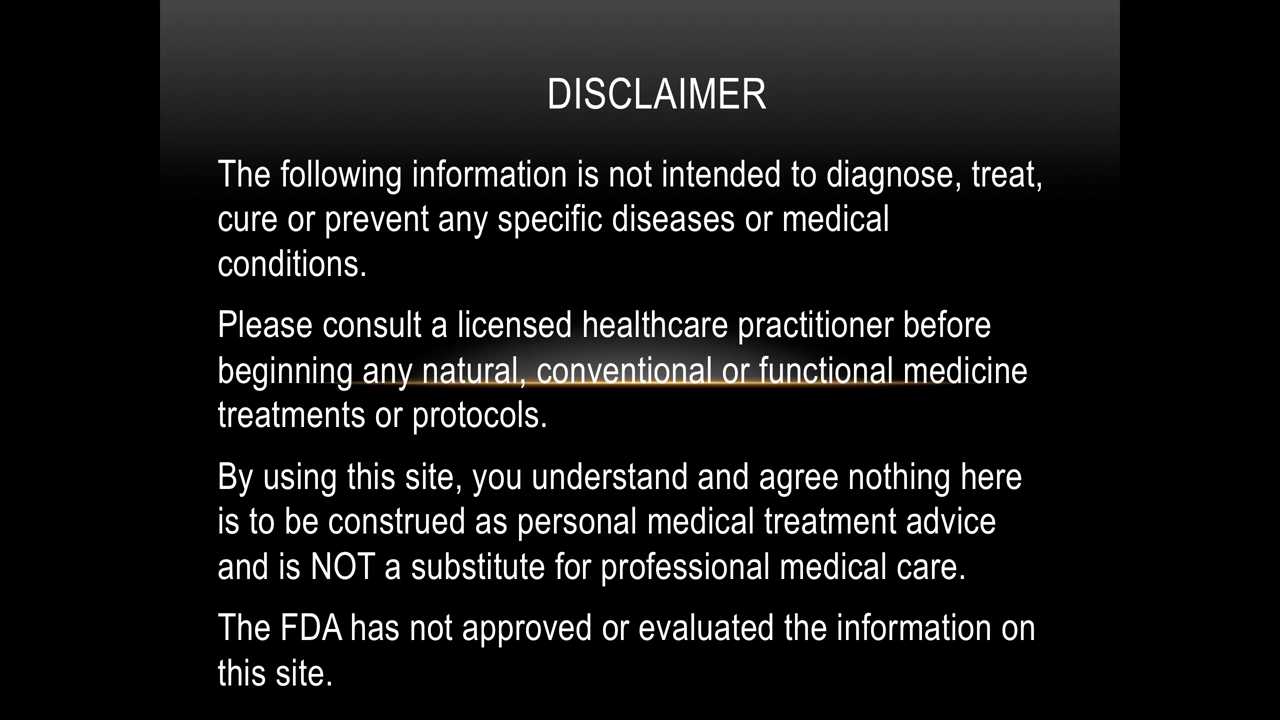 DISCLAIMER
The following information is not intended to diagnose, treat,
cure or prevent any specific diseases or medical
conditions.
Please consult a licensed healthcare practitioner before
beginning any natural, conventional or functional medicine
treatments or protocols.
By using this site, you understand and agree nothing here
is to be construed as personal medical treatment advice
and is NOT a substitute for professional medical care.
The FDA has not approved or evaluated the information on
this site.